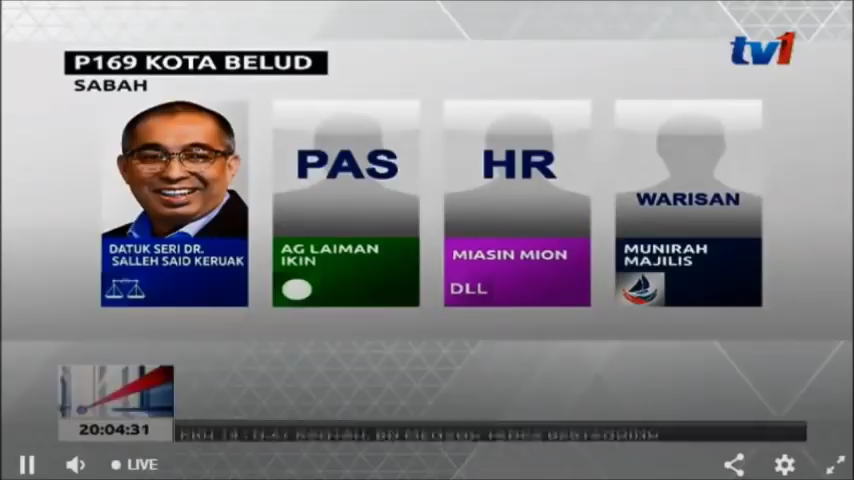 P169 KOTA BELUD
SABAH
tv1
PAS
HR
WARISAN
DATUK SERI DR.
SALLEH SAID KERUAK
AG LAIMAN
IKIN
MIASIN MION
DLL
MUNIRAH
MAJILIS
20:04:31
LIVE